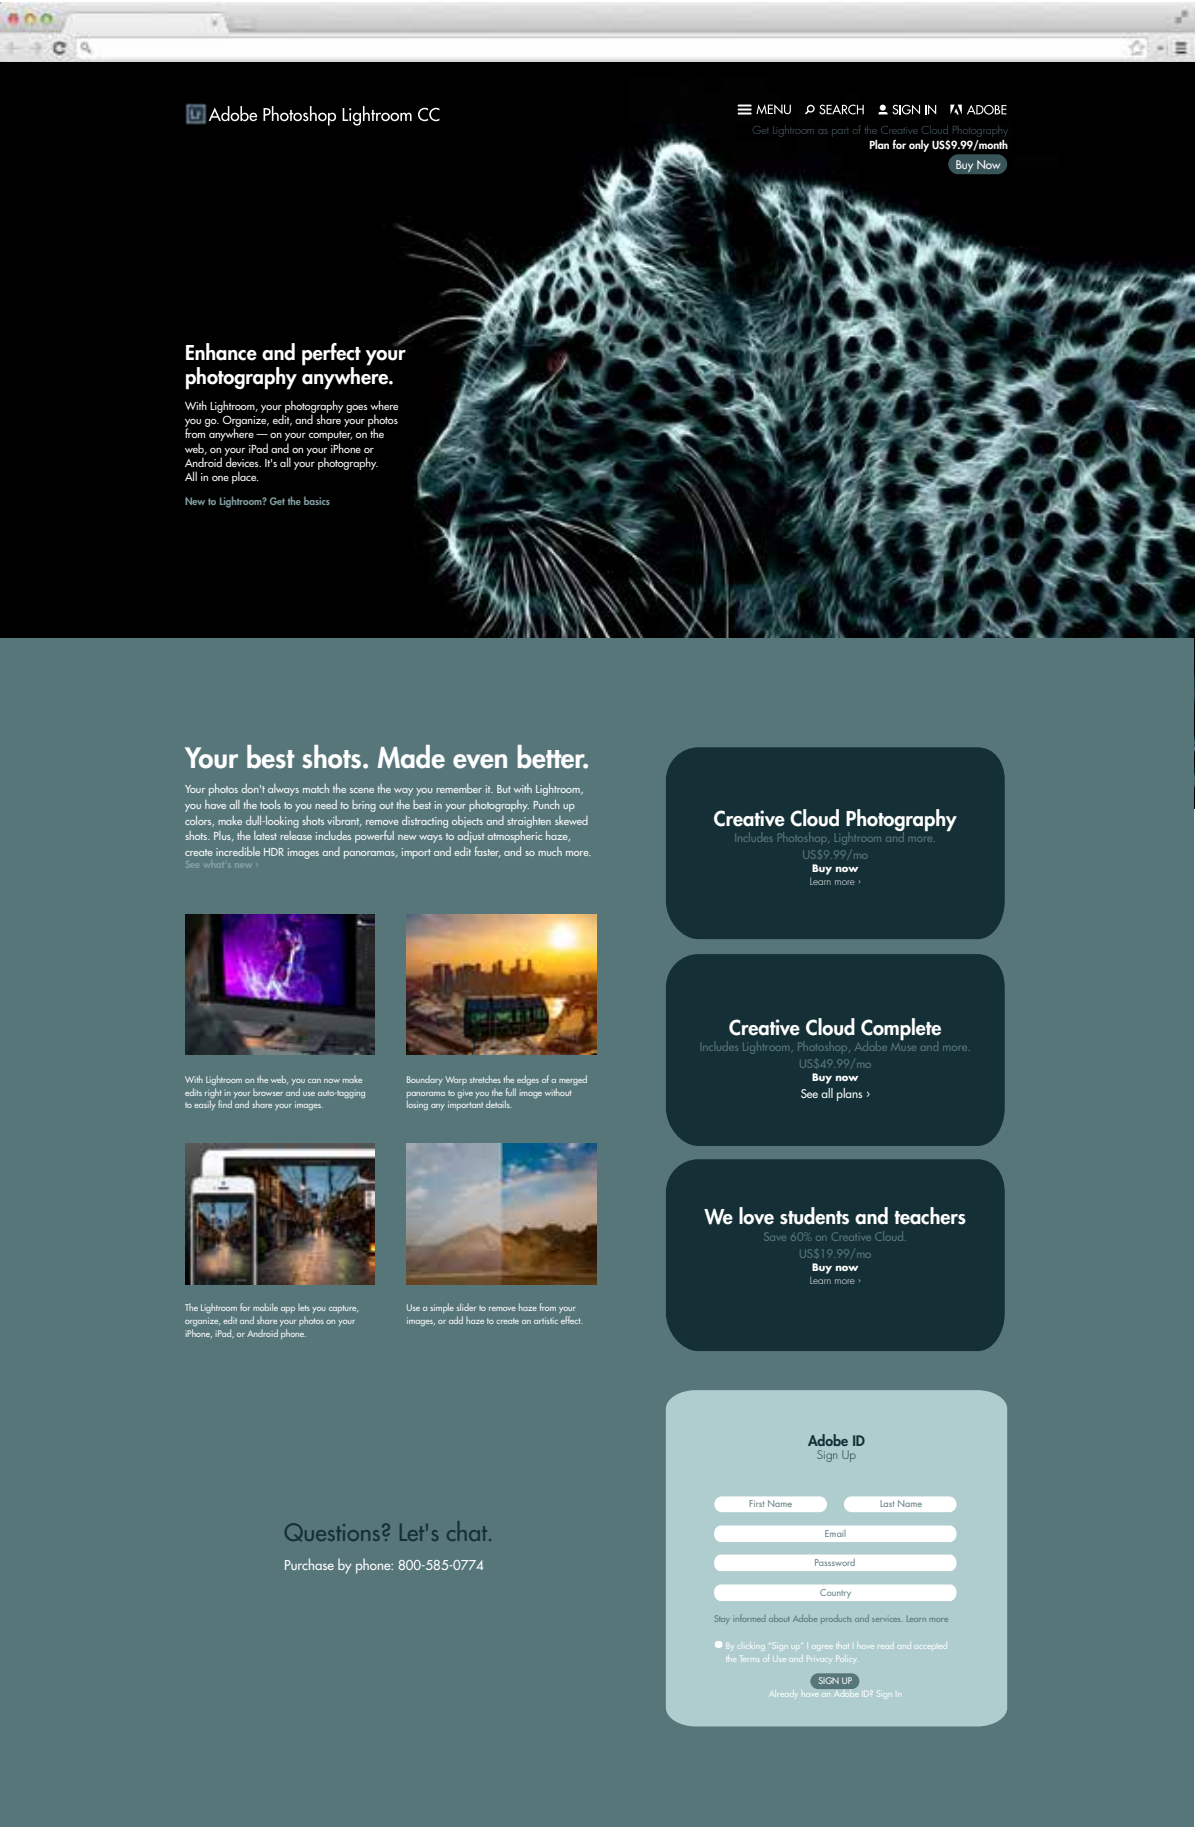 Lr Adobe Photoshop Lightroom CC
MENU SEARCH SIGN IN ADOBE
Get Lightroom as part of the Creative Cloud Photography
Plan for only US$9.99/month
Buy Now
Enhance and perfect your
photography anywhere.
With Lightroom, your photography goes where
you go. Organize, edit, and share your photos
from anywhere — on your computer, on the
web, on your iPad and on your iPhone or
Android devices. It's all your photography.
All in one place.
New to Lightroom? Get the basics
Your best shots. Made even better.
Your photos don't always match the scene the way you remember it. But with Lightroom,
you have all the tools to you need to bring out the best in your photography. Punch up
colors, make dull-looking shots vibrant, remove distracting objects and straighten skewed
shots. Plus, the latest release includes powerful new ways to adjust atmospheric haze,
create incredible HDR images and panoramas, import and edit faster, and so much more.
See what's new ›
With Lightroom on the web, you can now make
edits right in your browser and use auto-tagging
to easily find and share your images.
Boundary Warp stretches the edges of a merged
panorama to give you the full image without
losing any important details.
The Lightroom for mobile app lets you capture,
organize, edit and share your photos on your
iPhone, iPad, or Android phone.
Use a simple slider to remove haze from your
images, or add haze to create an artistic effect.
Creative Cloud Photography
Includes Photoshop, Lightroom and more.
US$9.99/mo
Buy now
Learn more ›
Creative Cloud Complete
Includes Lightroom, Photoshop, Adobe Muse and more.
US$49.99/mo
Buy now
See all plans ›
We love students and teachers
Save 60% on Creative Cloud.
US$19.99/mo
Buy now
Learn more ›
Questions? Let's chat.
Purchase by phone: 800-585-0774
Adobe ID
Sign Up
First Name Last Name
Email
Passsword
Country
Stay informed about Adobe products and services. Learn more
By clicking "Sign up" I agree that I have read and accepted
the Terms of Use and Privacy Policy.
SIGN UP
Already have an Adobe ID? Sign In